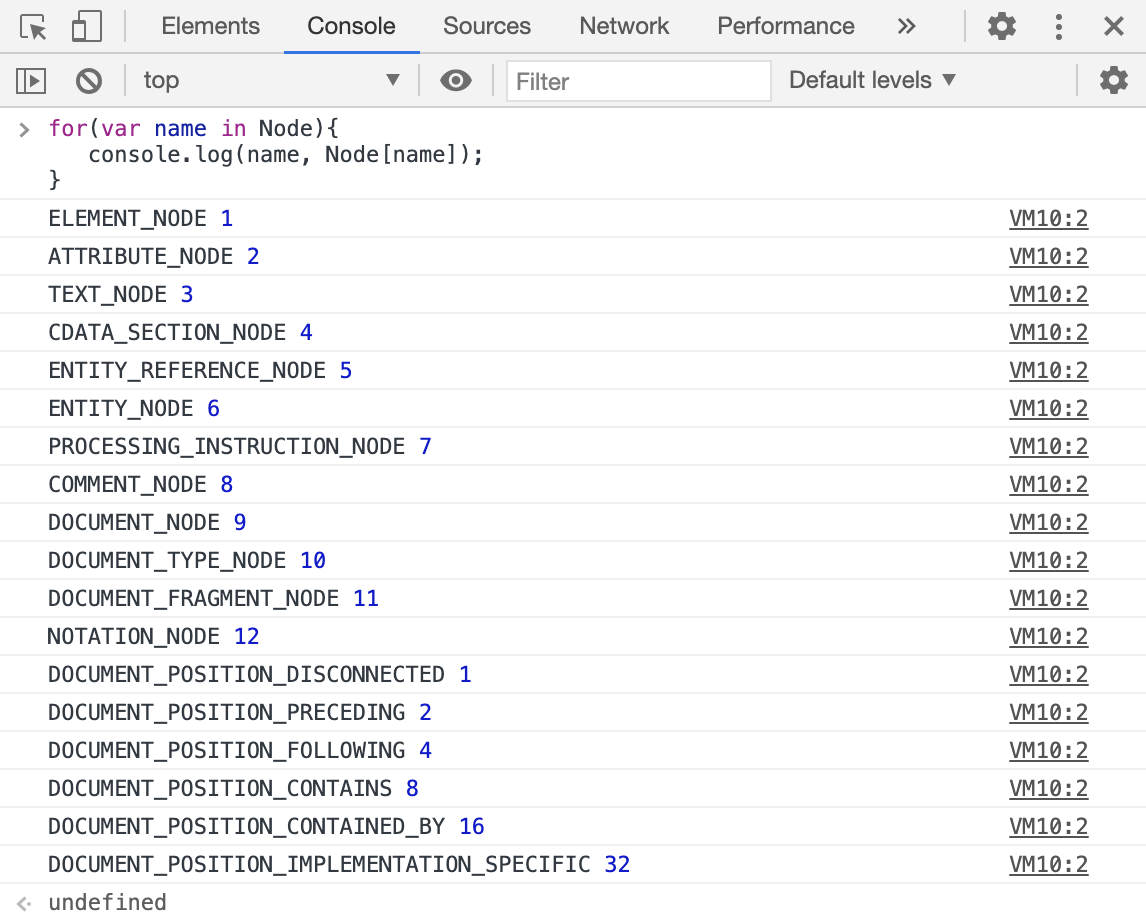 Elements Console Sources Network Performance
top Filter Default levels
for(var name in Node){
console.log(name, Node[name]);
}
ELEMENT_NODE 1 VM10:2
ATTRIBUTE_NODE 2 VM10:2
TEXT_NODE 3 VM10:2
CDATA_SECTION_NODE 4 VM10:2
ENTITY_REFERENCE_NODE 5 VM10:2
ENTITY_NODE 6 VM10:2
PROCESSING_INSTRUCTION_NODE 7 VM10:2
COMMENT_NODE 8 VM10:2
DOCUMENT_NODE 9 VM10:2
DOCUMENT_TYPE_NODE 10 VM10:2
DOCUMENT_FRAGMENT_NODE 11 VM10:2
NOTATION_NODE 12 VM10:2
DOCUMENT_POSITION_DISCONNECTED 1 VM10:2
DOCUMENT_POSITION_PRECEDING 2 VM10:2
DOCUMENT_POSITION_FOLLOWING 4 VM10:2
DOCUMENT_POSITION_CONTAINS 8 VM10:2
DOCUMENT_POSITION_CONTAINED_BY 16 VM10:2
DOCUMENT_POSITION_IMPLEMENTATION_SPECIFIC 32 VM10:2
undefined